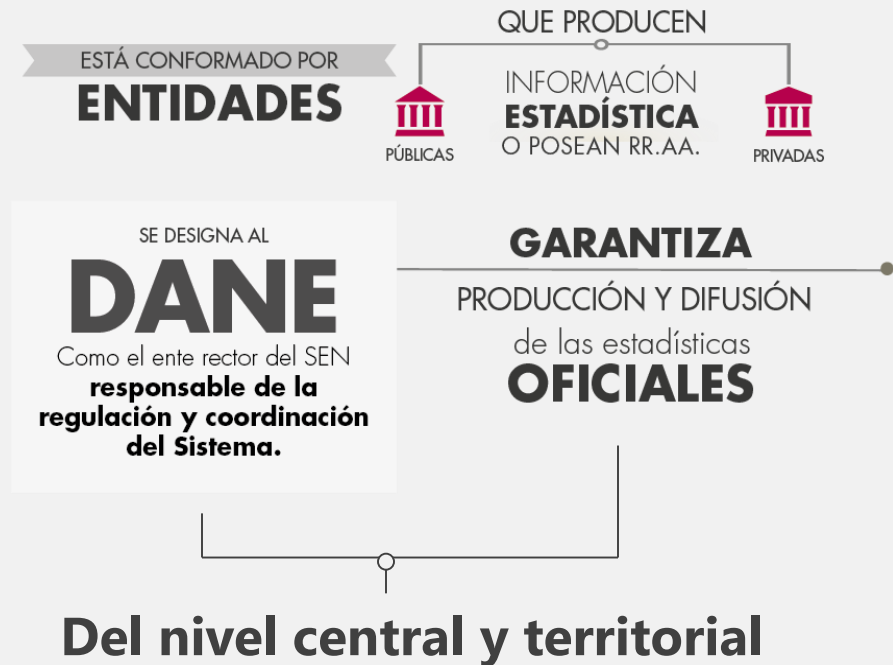 ESTÁ CONFORMADO POR
ENTIDADES
QUE PRODUCEN
PÚBLICAS
INFORMACIÓN
ESTADÍSTICA
O POSEAN RR.AA.
PRIVADAS
SE DESIGNA AL
DANE
Como el ente rector del SEN
responsable de la
regulación y coordinación
del Sistema.
GARANTIZA
PRODUCCIÓN Y DIFUSIÓN
de las estadísticas
OFICIALES
Del nivel central y territorial